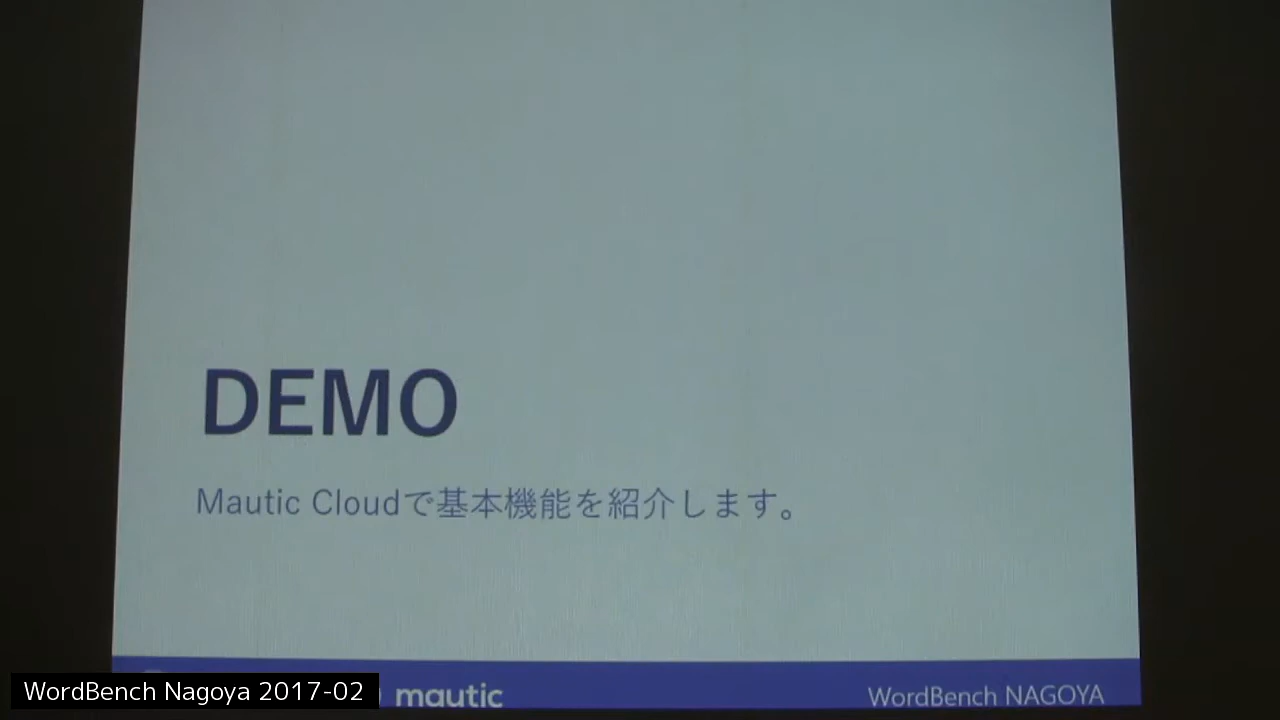 DEMO
Mautic Cloudで基本機能を紹介します。
mautic
WordBench NAGOYA
WordBench Nagoya 2017-02